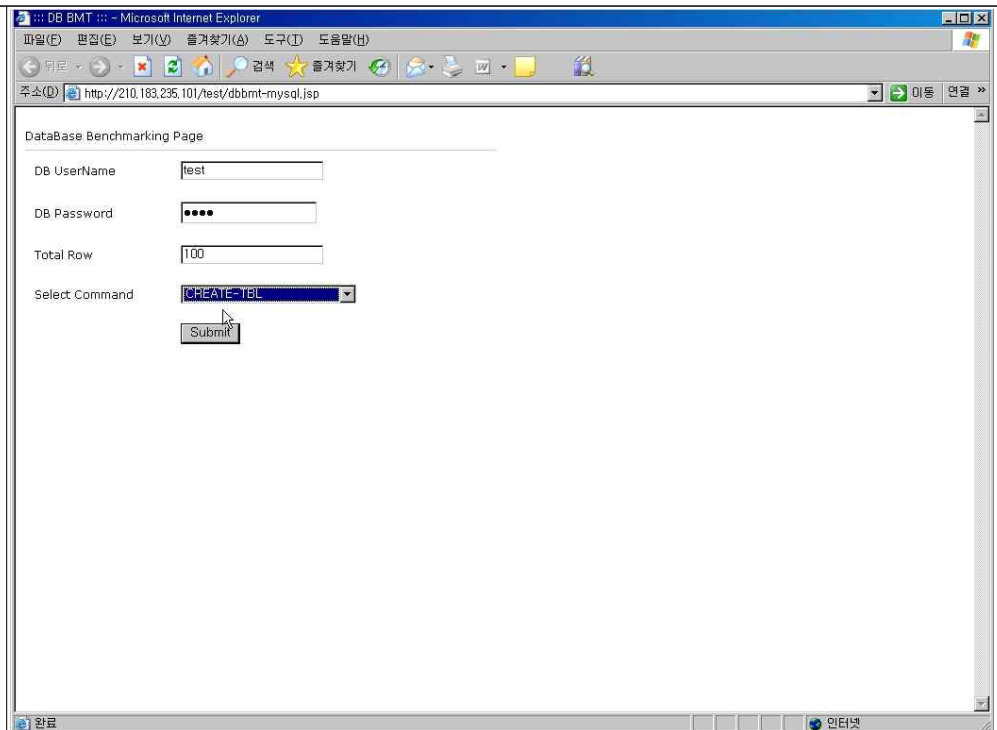 ::: DB BMT ::: - Microsoft Internet Explorer
파일(F) 편집(E) 보기(V) 즐겨찾기(A) 도구(T) 도움말(H)
뒤로 검색 즐겨찾기
주소(D) http://210,183,235,101/test/dbbmt-mysql.jsp 이동 연결 »
DataBase Benchmarking Page
DB UserName test
DB Password ●●●●
Total Row 100
Select Command CREATE-TBL
Submit
완료 인터넷